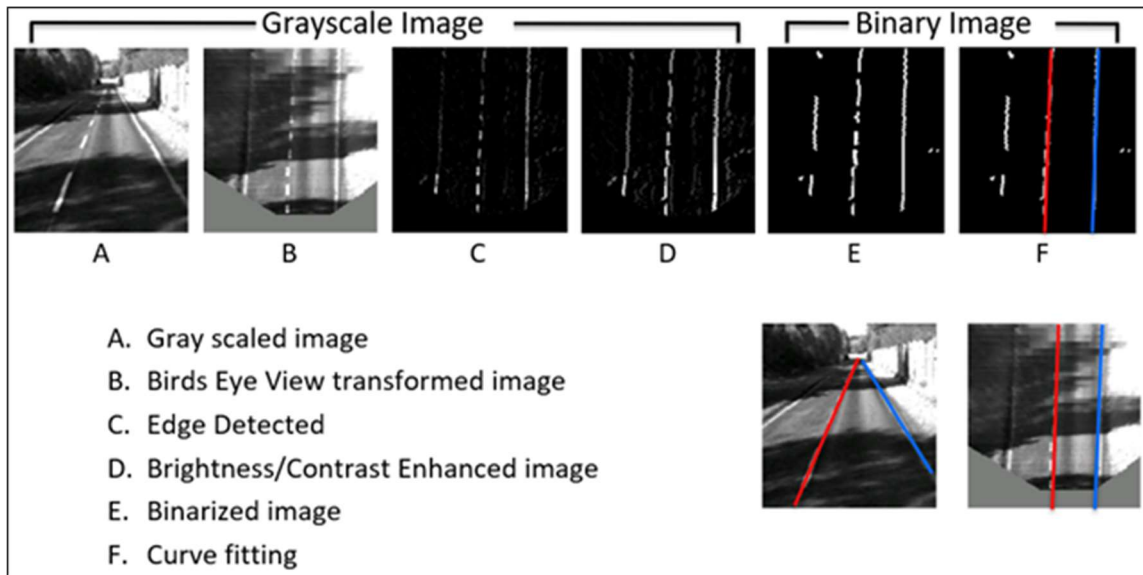 Grayscale Image
Binary Image
A
B
C
D
E
F
A. Gray scaled image
B. Birds Eye View transformed image
C. Edge Detected
D. Brightness/Contrast Enhanced image
E. Binarized image
F. Curve fitting